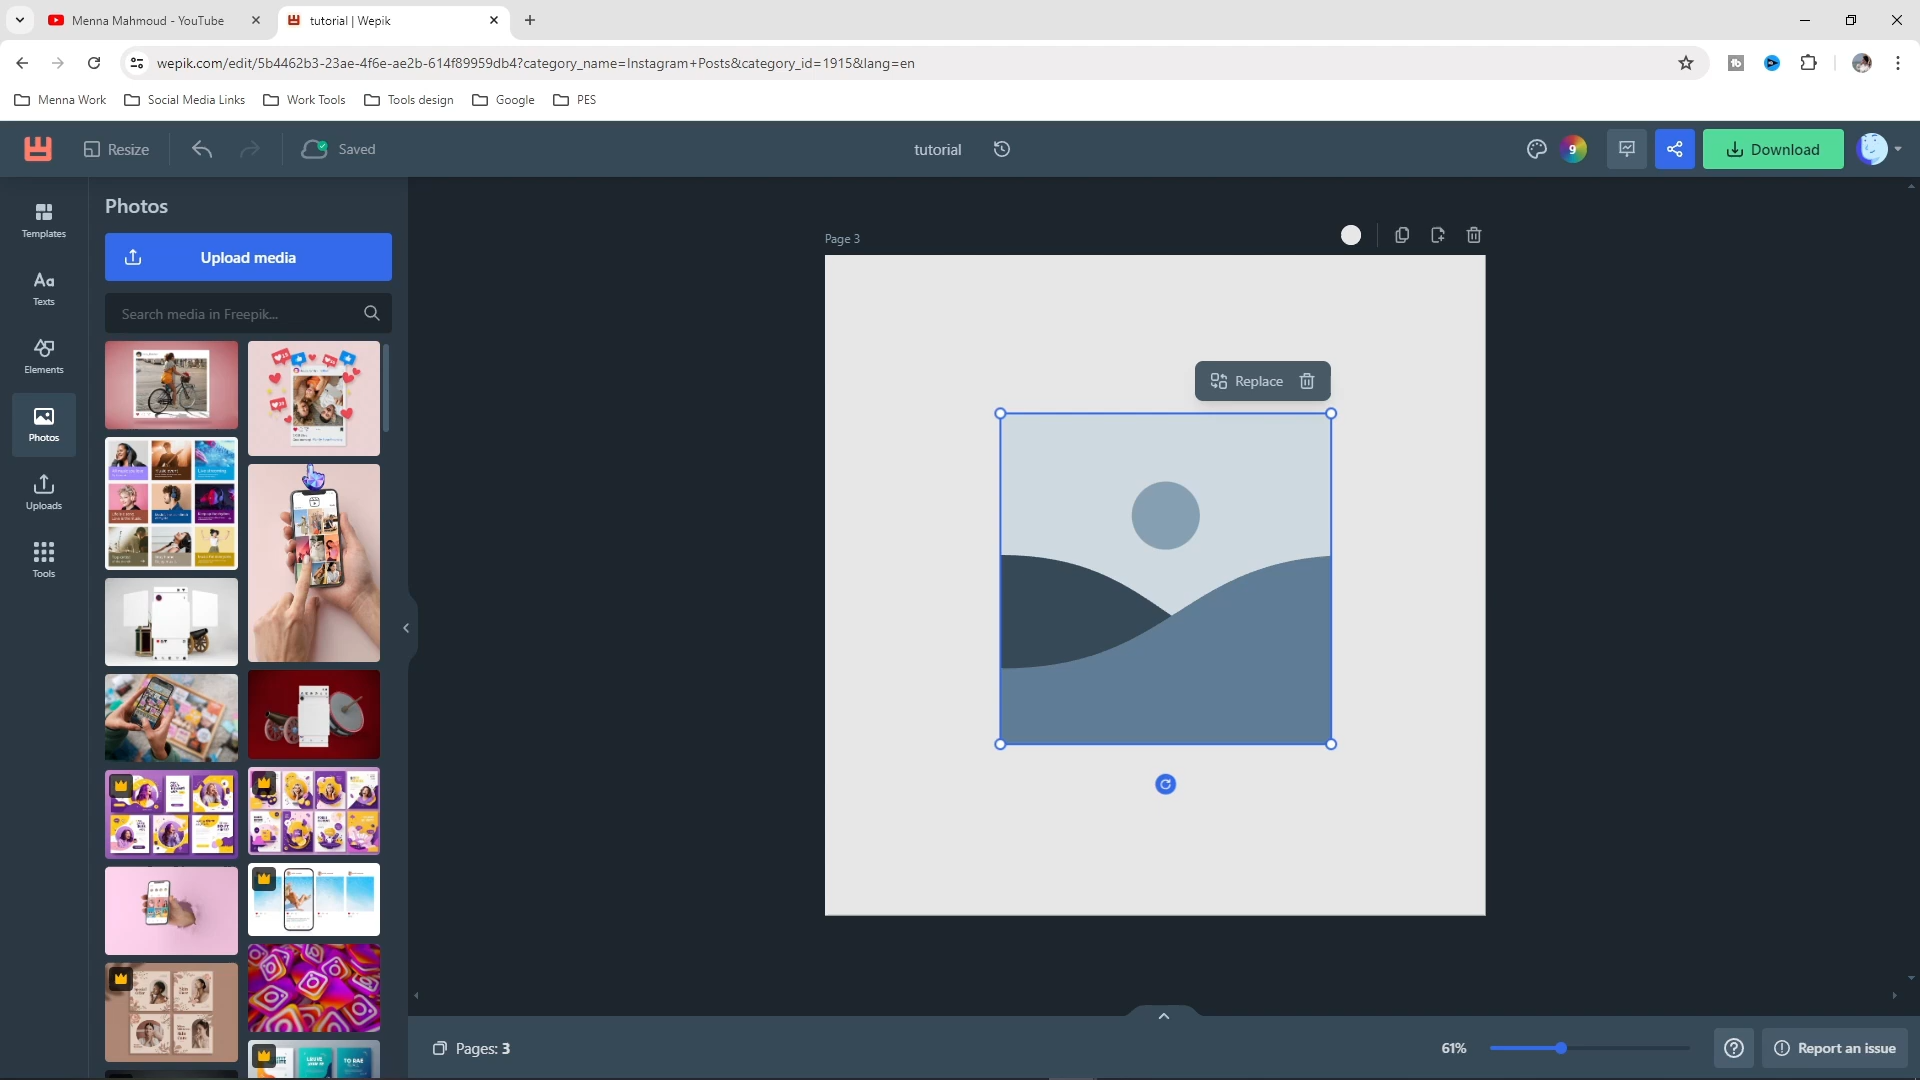 Menna Mahmoud - YouTube
tutorial | Wepik
wepik.com/edit/5b4462b3-23ae-4f6e-ae2b-614f89959db4?category_name=Instagram+Posts&category_id=1915&lang=en
Menna Work
Social Media Links
Work Tools
Tools design
Google
PES
Resize
Saved
tutorial
9
Download
Templates
Aa
Texts
Elements
Photos
Uploads
Tools
Photos
Upload media
Search media in Freepik...
Page 3
Replace
Pages: 3
61%
Report an issue